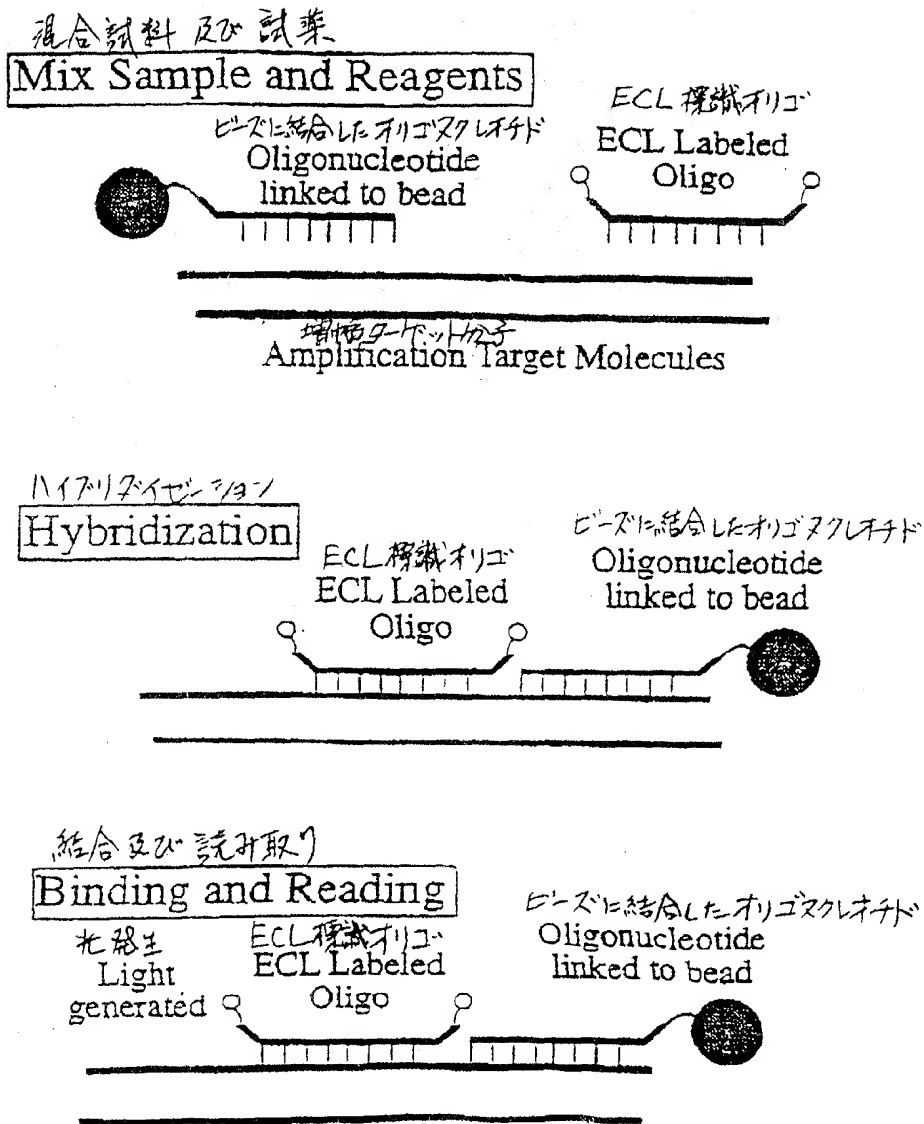 混合試料 及び 試薬
Mix Sample and Reagents
ビーズに結合したオリゴヌクレオチド
Oligonucleotide
linked to bead
ECL 標識オリゴ
ECL Labeled
Oligo
増幅ターゲット分子
Amplification Target Molecules
ハイブリダイゼーション
Hybridization
ECL標識オリゴ
ECL Labeled
Oligo
ビーズに結合したオリゴヌクレオチド
Oligonucleotide
linked to bead
結合及び 読み取り
Binding and Reading
光発生
Light
generated
ECL標識オリゴ
ECL Labeled
Oligo
ビーズに結合したオリゴヌクレオチド
Oligonucleotide
linked to bead